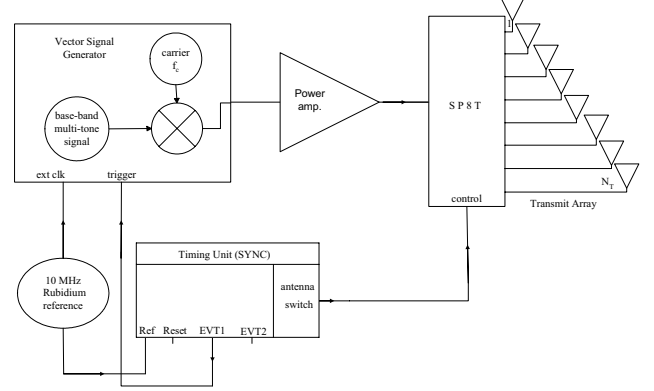 1
Vector Signal
Generator
carrier
f_c
Power
amp.
S P 8 T
base-band
multi-tone
signal
ext clk
trigger
N_T
control
Transmit Array
Timing Unit (SYNC)
10 MHz
Rubidium
reference
antenna
switch
Ref
Reset
EVT1
EVT2